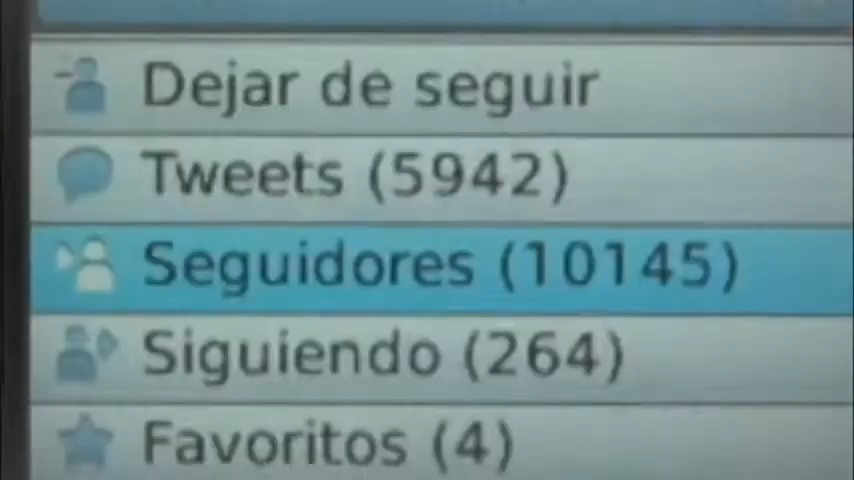 Dejar de seguir
Tweets (5942)
Seguidores (10145)
Siguiendo (264)
Favoritos (4)